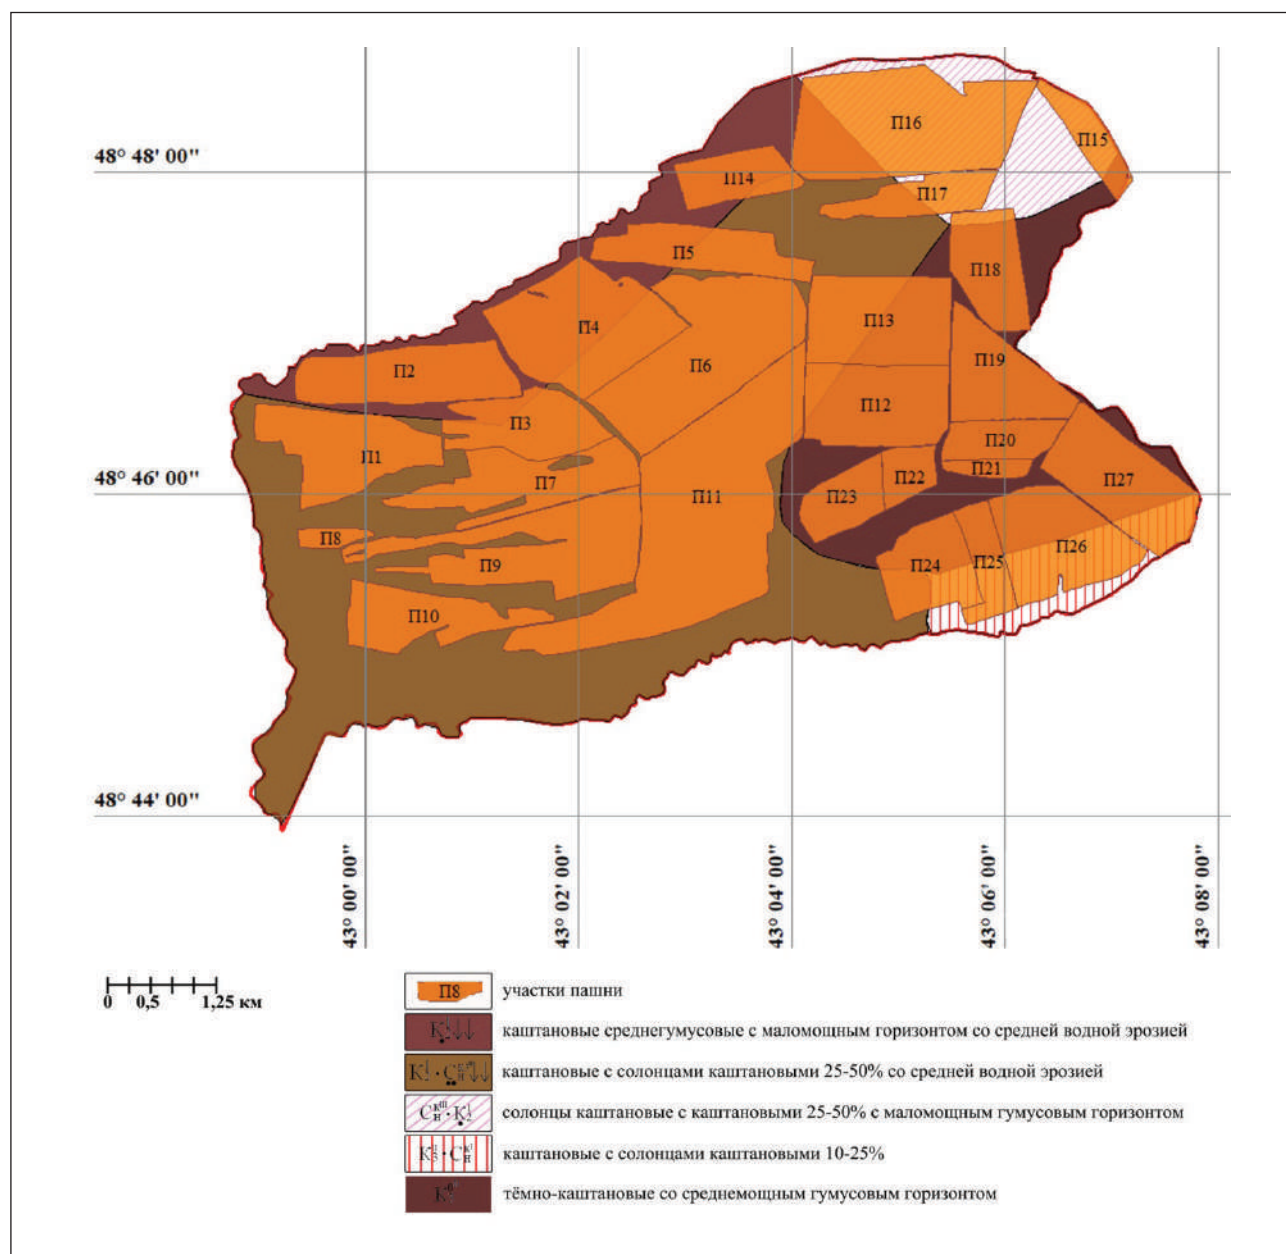 П16
П15
48° 48' 00"
П14
П17
П5
П18
П4
П13
П6
П19
П2
П12
П3
П20
П1
П21
П22
П7
П27
48° 46' 00"
П23
П11
П8
П26
П25
П24
П9
П10
48° 44' 00"
43° 00' 00"
43° 02' 00"
43° 04' 00"
43° 06' 00"
43° 08' 00"
0 0,5 1,25 км
П8 участки пашни
каштановые среднегумусовые с маломощным горизонтом со средней водной эрозией
каштановые с солонцами каштановыми 25-50% со средней водной эрозией
солонцы каштановые с каштановыми 25-50% с маломощным гумусовым горизонтом
каштановые с солонцами каштановыми 10-25%
тёмно-каштановые со среднемощным гумусовым горизонтом